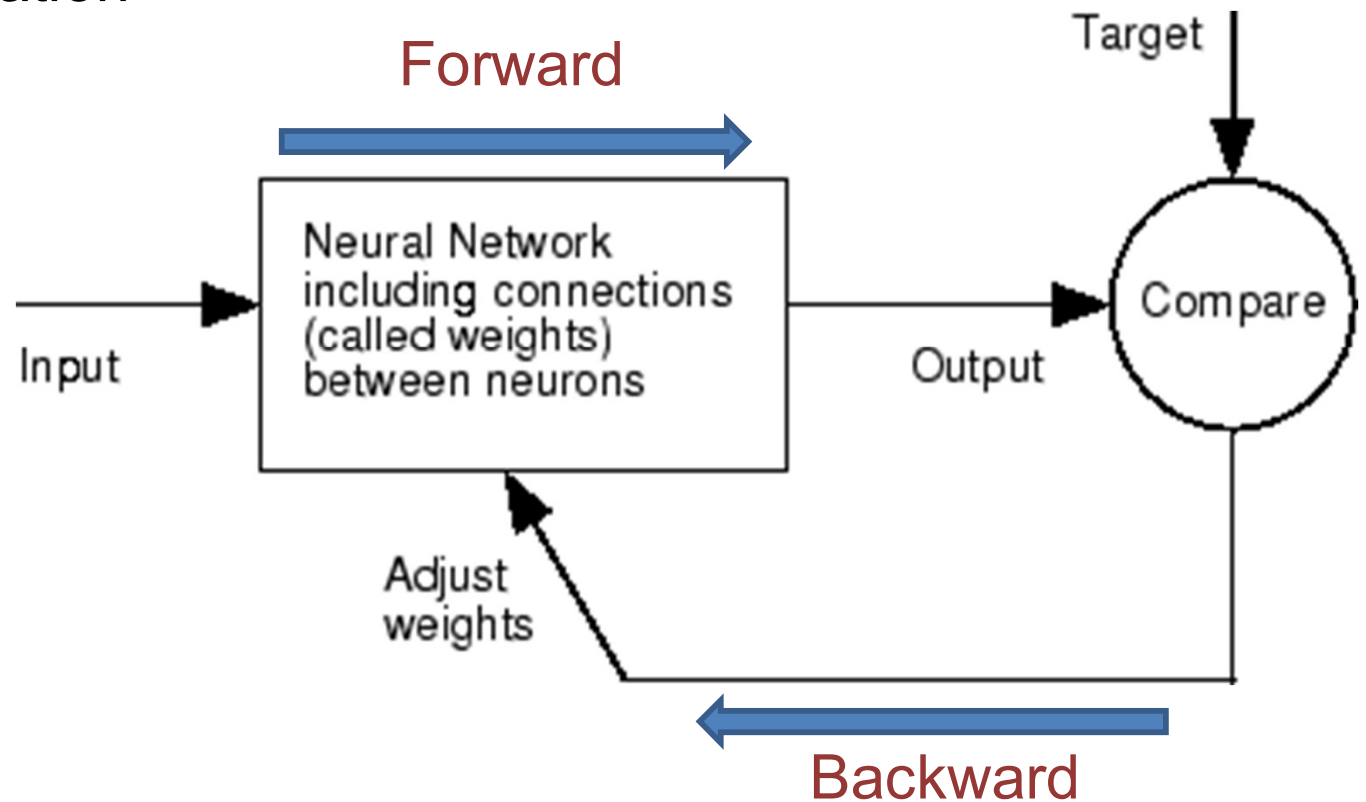 Forward
Target
Neural Network
including connections
(called weights)
between neurons
Compare
Input
Output
Adjust
weights
Backward